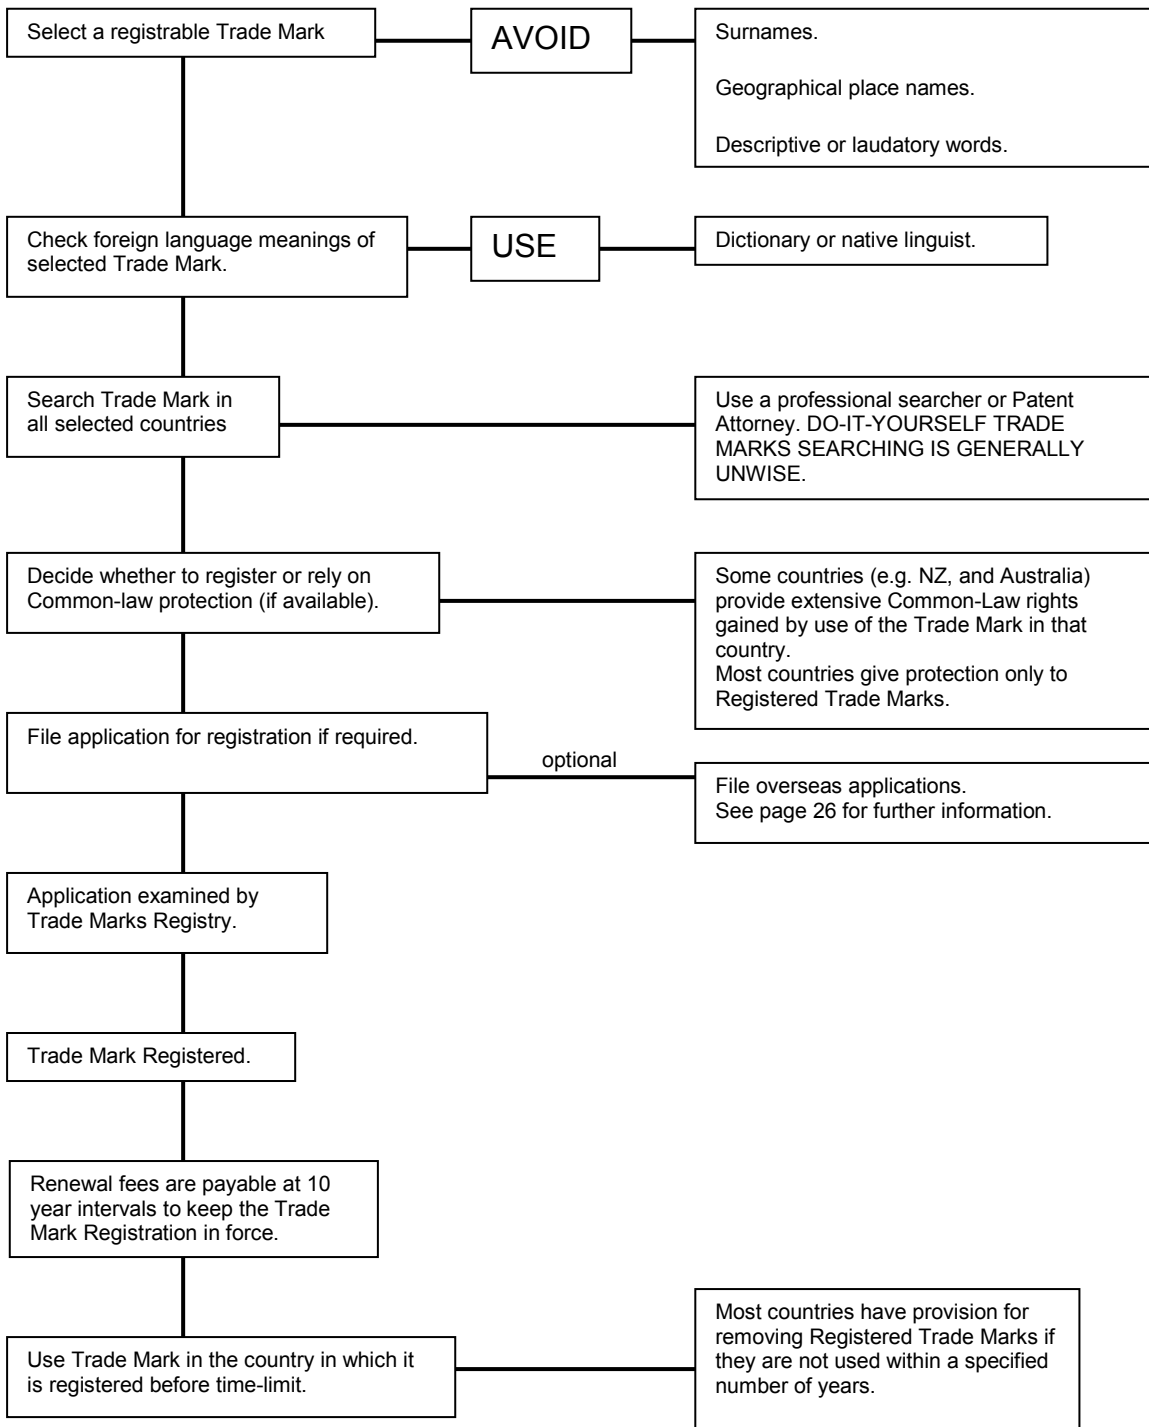 Select a registrable Trade Mark
AVOID
Surnames.
Geographical place names.
Descriptive or laudatory words.
Check foreign language meanings of
selected Trade Mark.
USE
Dictionary or native linguist.
Search Trade Mark in
all selected countries
Use a professional searcher or Patent
Attorney. DO-IT-YOURSELF TRADE
MARKS SEARCHING IS GENERALLY
UNWISE.
Decide whether to register or rely on
Common-law protection (if available).
Some countries (e.g. NZ, and Australia)
provide extensive Common-Law rights
gained by use of the Trade Mark in that
country.
Most countries give protection only to
Registered Trade Marks.
File application for registration if required.
optional
File overseas applications.
See page 26 for further information.
Application examined by
Trade Marks Registry.
Trade Mark Registered.
Renewal fees are payable at 10
year intervals to keep the Trade
Mark Registration in force.
Use Trade Mark in the country in which it
is registered before time-limit.
Most countries have provision for
removing Registered Trade Marks if
they are not used within a specified
number of years.